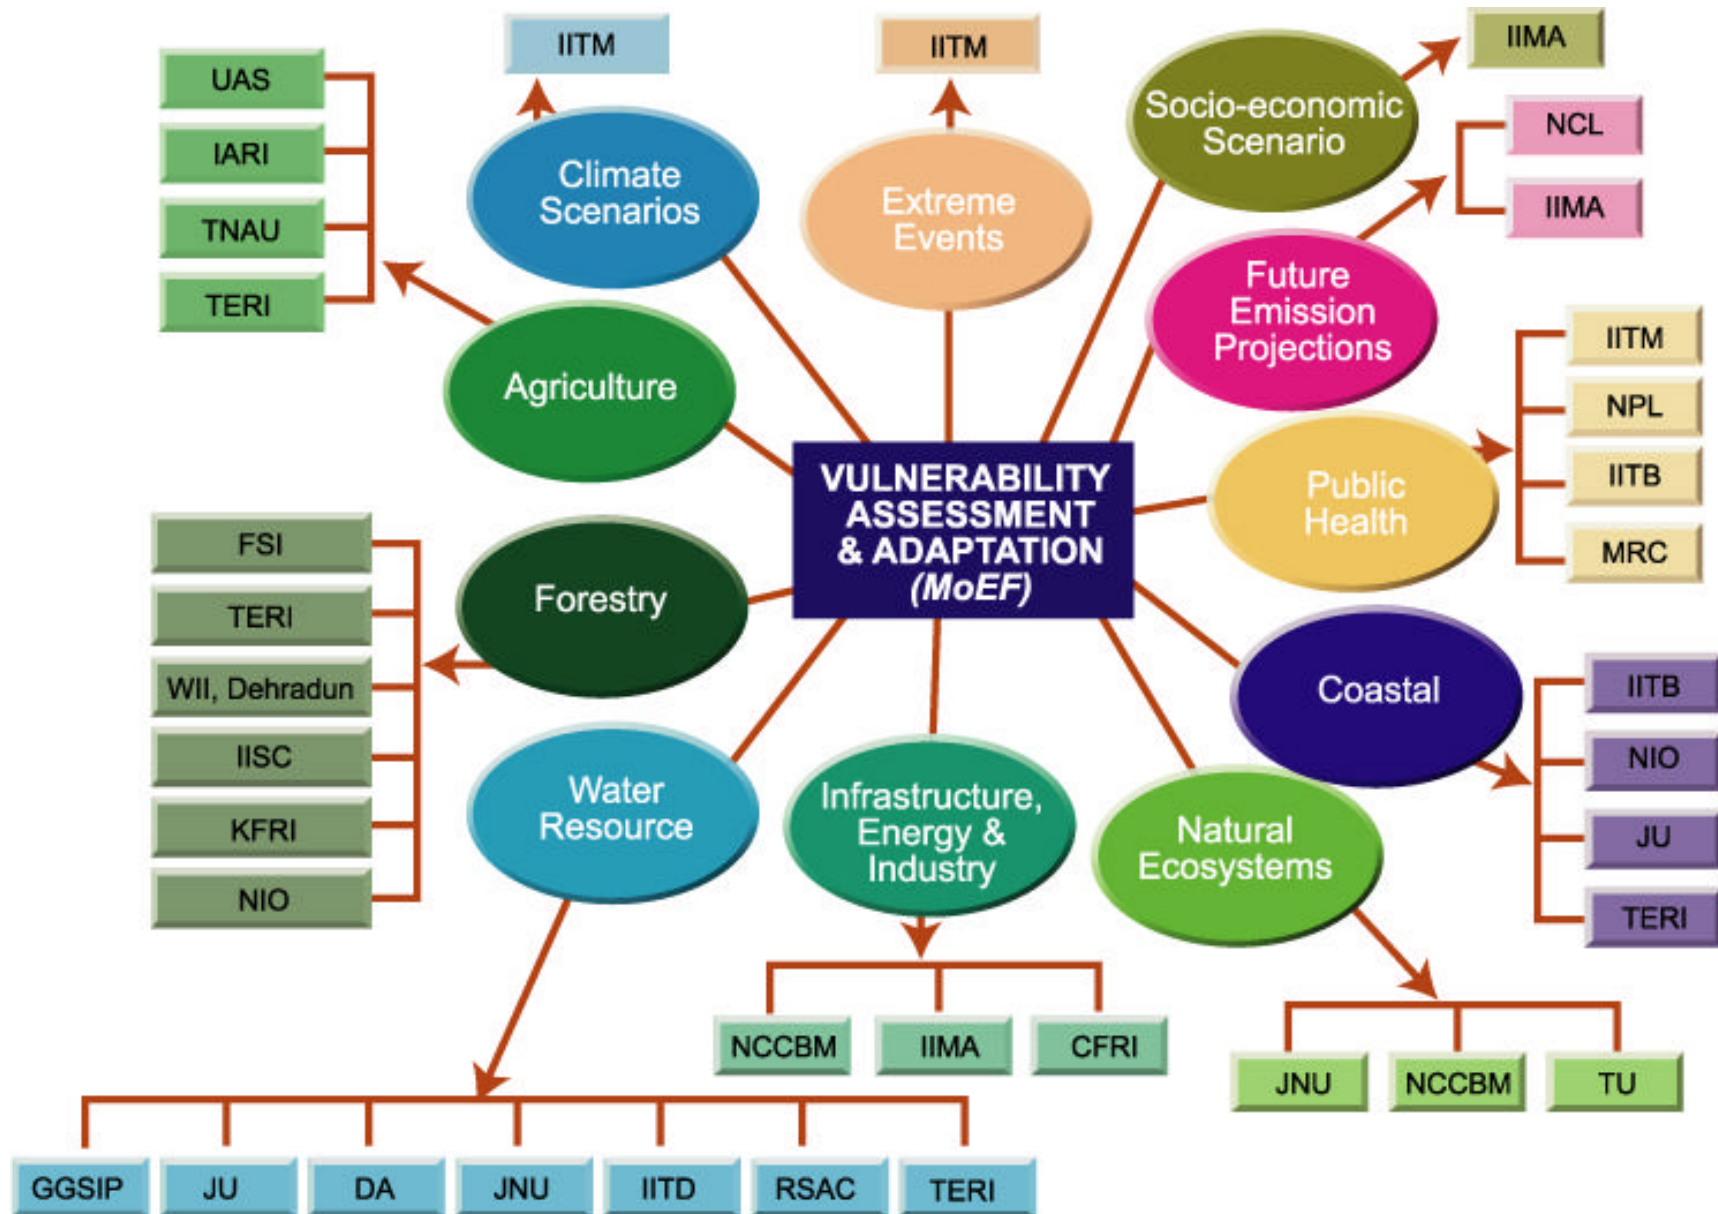 IITM
IITM
IIMA
UAS
IARI
TNAU
TERI
Climate
Scenarios
Extreme
Events
Socio-economic
Scenario
NCL
IIMA
Future
Emission
Projections
Agriculture
IITM
NPL
IITB
MRC
VULNERABILITY
ASSESSMENT
& ADAPTATION
(MoEF)
Public
Health
FSI
TERI
WII, Dehradun
IISC
KFRI
NIO
Forestry
Coastal
IITB
NIO
JU
TERI
Water
Resource
Infrastructure,
Energy &
Industry
Natural
Ecosystems
NCCBM
IIMA
CFRI
JNU
NCCBM
TU
GGSIP
JU
DA
JNU
IITD
RSAC
TERI